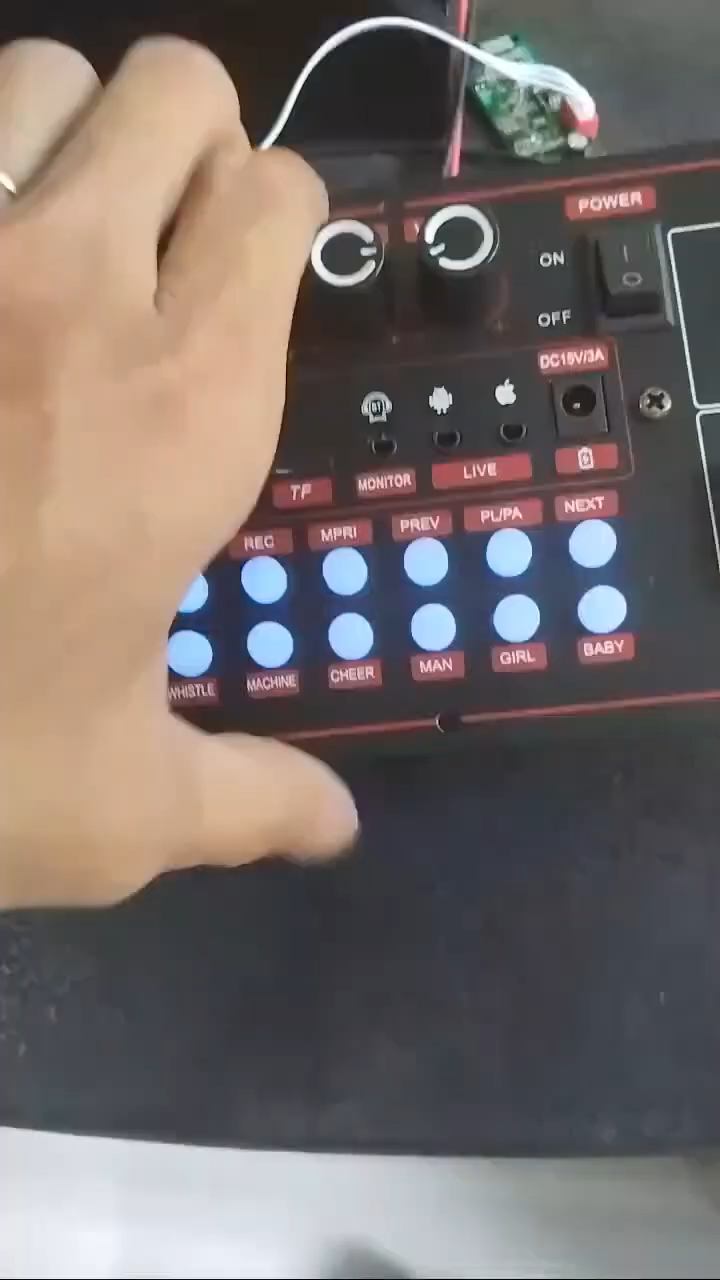 POWER
ON
OFF
DC15V/3A
TF
MONITOR
LIVE
REC
MPRI
PREV
PL/PA
NEXT
WHISTLE
MACHINE
CHEER
MAN
GIRL
BABY